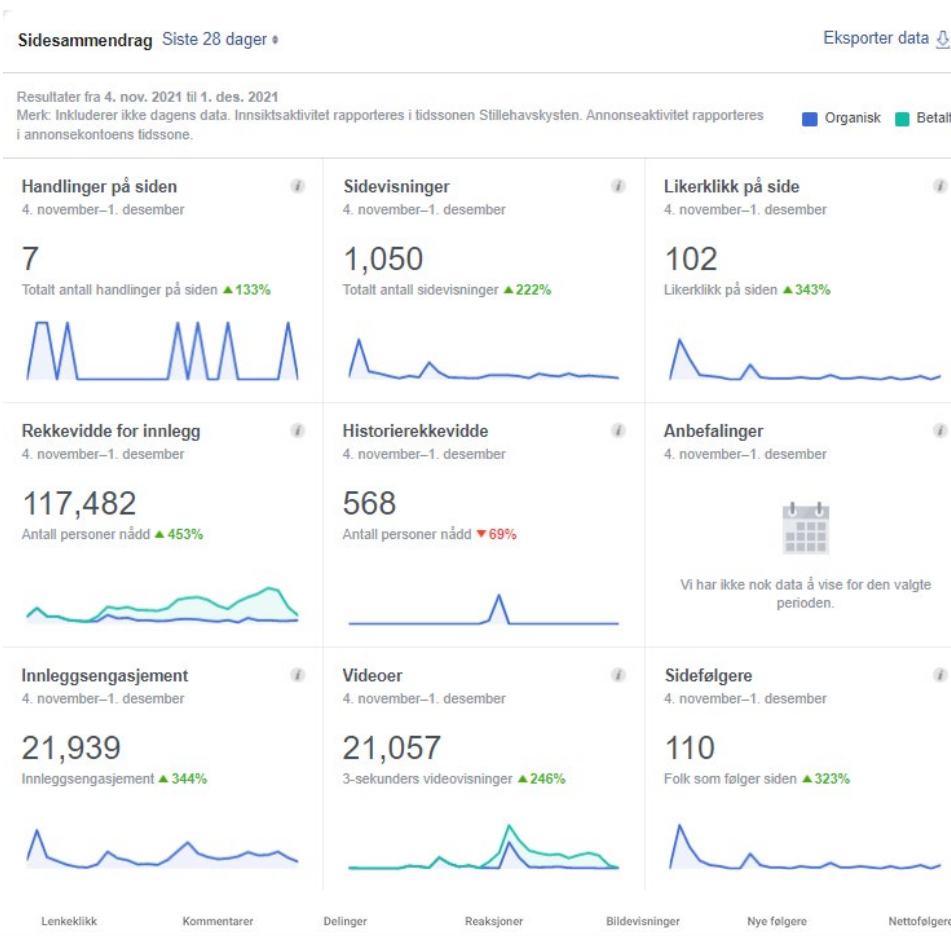 Sidesammendrag Siste 28 dager Eksporter data
Resultater fra 4. nov. 2021 til 1. des. 2021
Merk: Inkluderer ikke dagens data. Innsiktsaktivitet rapporteres i tidssonen Stillehavskysten. Annonseaktivitet rapporteres
i annonsekontoens tidssone.
Organisk Betalt
Handlinger på siden
4. november–1. desember
7
Totalt antall handlinger på siden ▲133%
Sidevisninger
4. november–1. desember
1,050
Totalt antall sidevisninger ▲222%
Likerklikk på side
4. november–1. desember
102
Likerklikk på siden ▲343%
Rekkevidde for innlegg
4. november–1. desember
117,482
Antall personer nådd ▲453%
Historierekkevidde
4. november–1. desember
568
Antall personer nådd ▼69%
Anbefalinger
4. november–1. desember
Vi har ikke nok data å vise for den valgte
perioden.
Innleggsengasjement
4. november–1. desember
21,939
Innleggsengasjement ▲344%
Videoer
4. november–1. desember
21,057
3-sekunders videovisninger ▲246%
Sidefølgere
4. november–1. desember
110
Folk som følger siden ▲323%
Lenkeklikk Kommentarer Delinger Reaksjoner Bildevisninger Nye følgere Nettofølgere